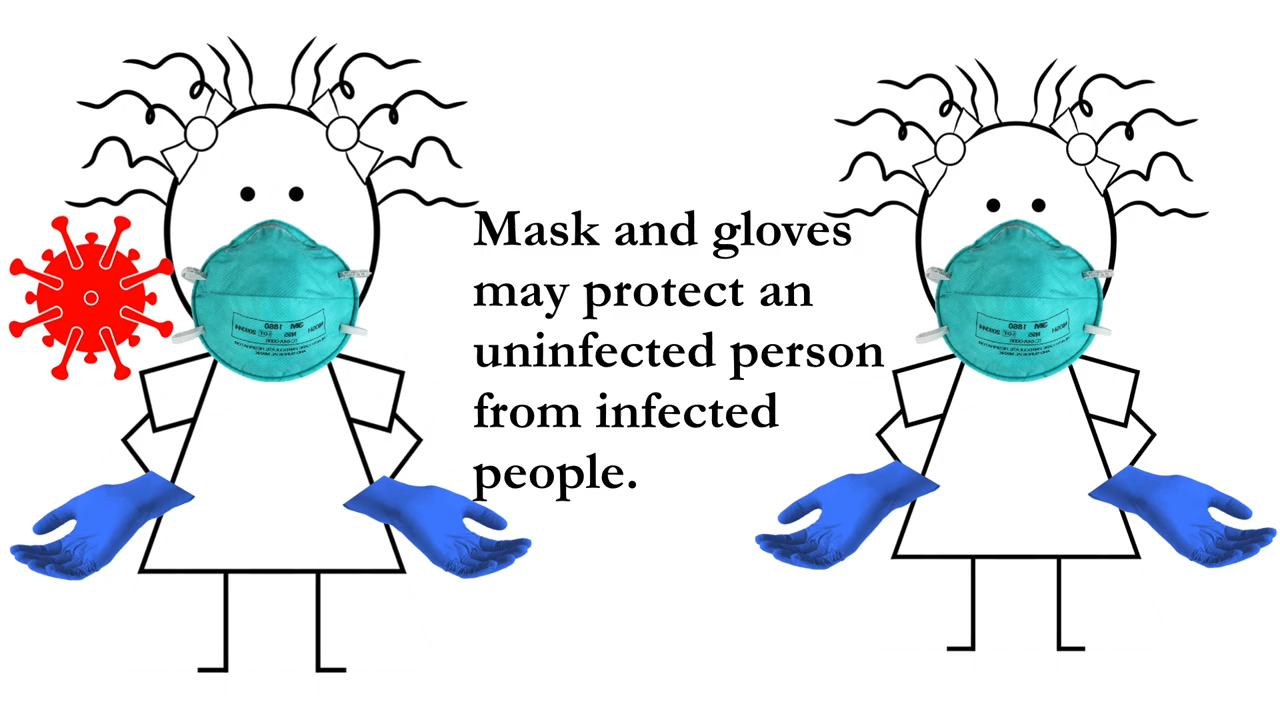 Mask and gloves
may protect an
uninfected person
from infected
people.